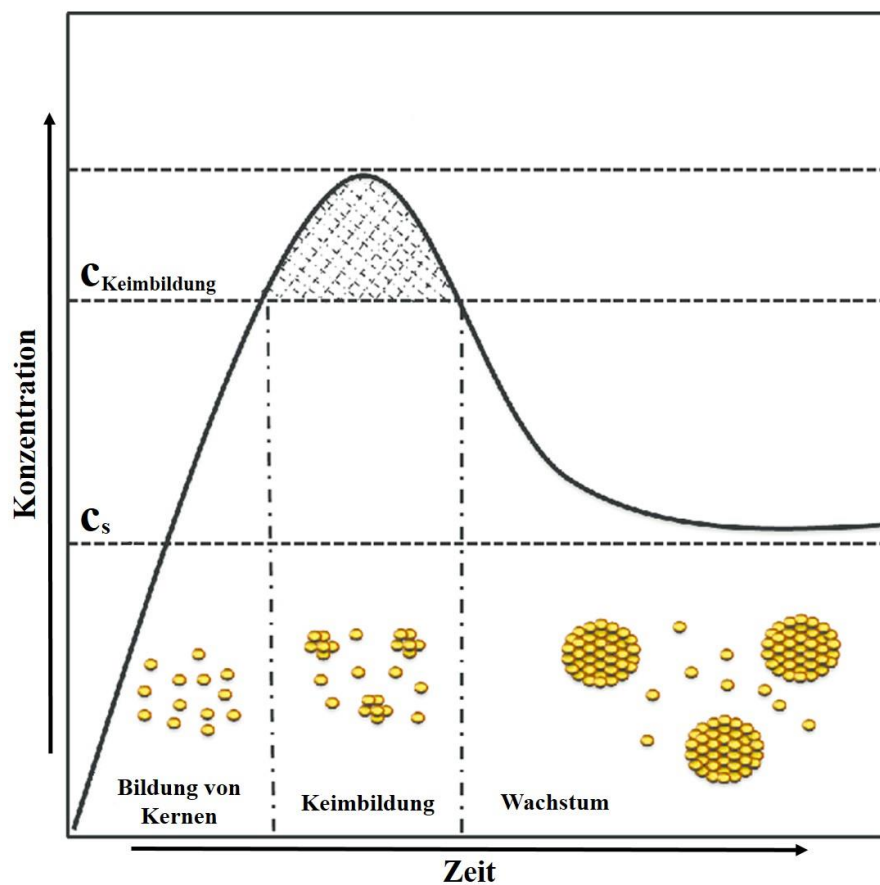 Konzentration
cKeimbildung
cs
Bildung von
Kernen
Keimbildung
Wachstum
Zeit